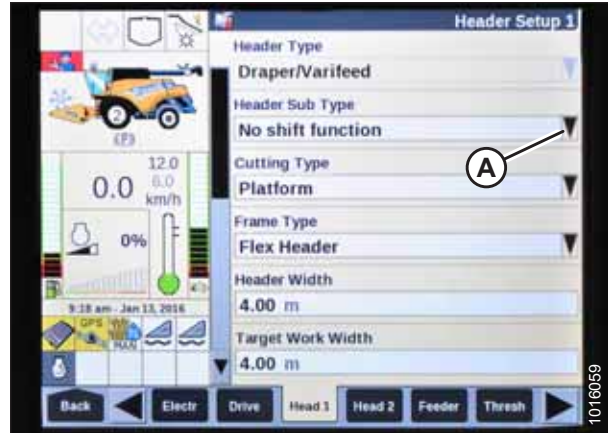 Header Setup 1
Header Type
Draper/Varifeed
Header Sub Type
No shift function
A
Cutting Type
Platform
Frame Type
Flex Header
Header Width
4.00 m
Target Work Width
4.00 m
(F)
12.0
0.0
6.0
km/h
0%
9:18 am - Jan 13, 2016
GPS
MAN
Back
Electr
Drive
Head 1
Head 2
Feeder
Thresh
1016059